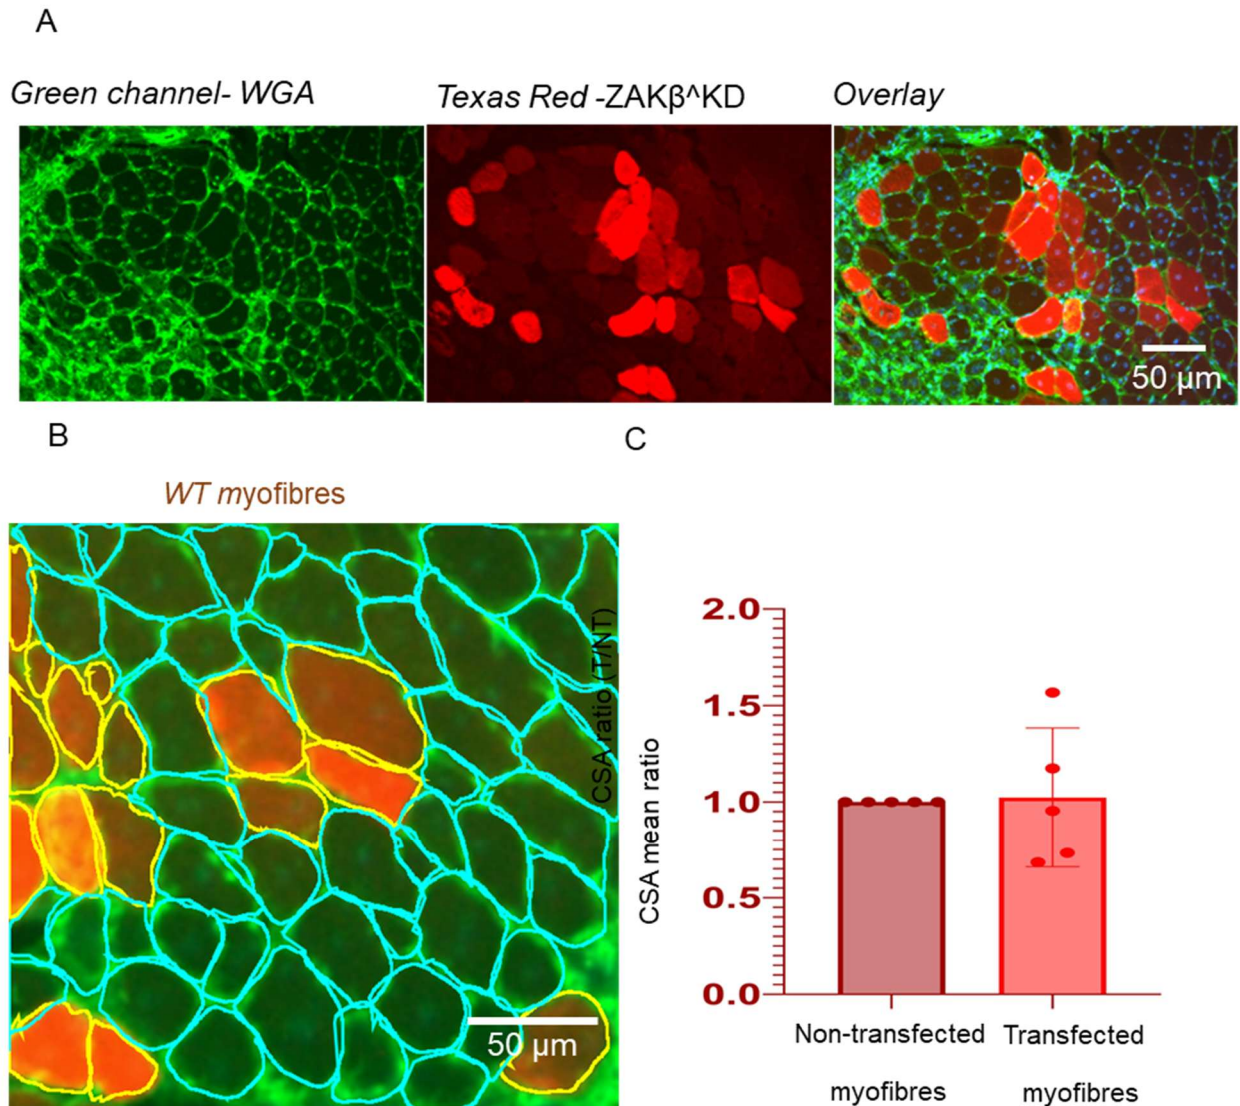 A
Green channel- WGA
Texas Red -ZAKβ^KD
Overlay
50 µm
B
C
WT myofibres
50 µm
CSA ratio (T/NT)
CSA mean ratio
2.0
1.5
1.0
0.5
0.0
Non-transfected
myofibres
Transfected
myofibres